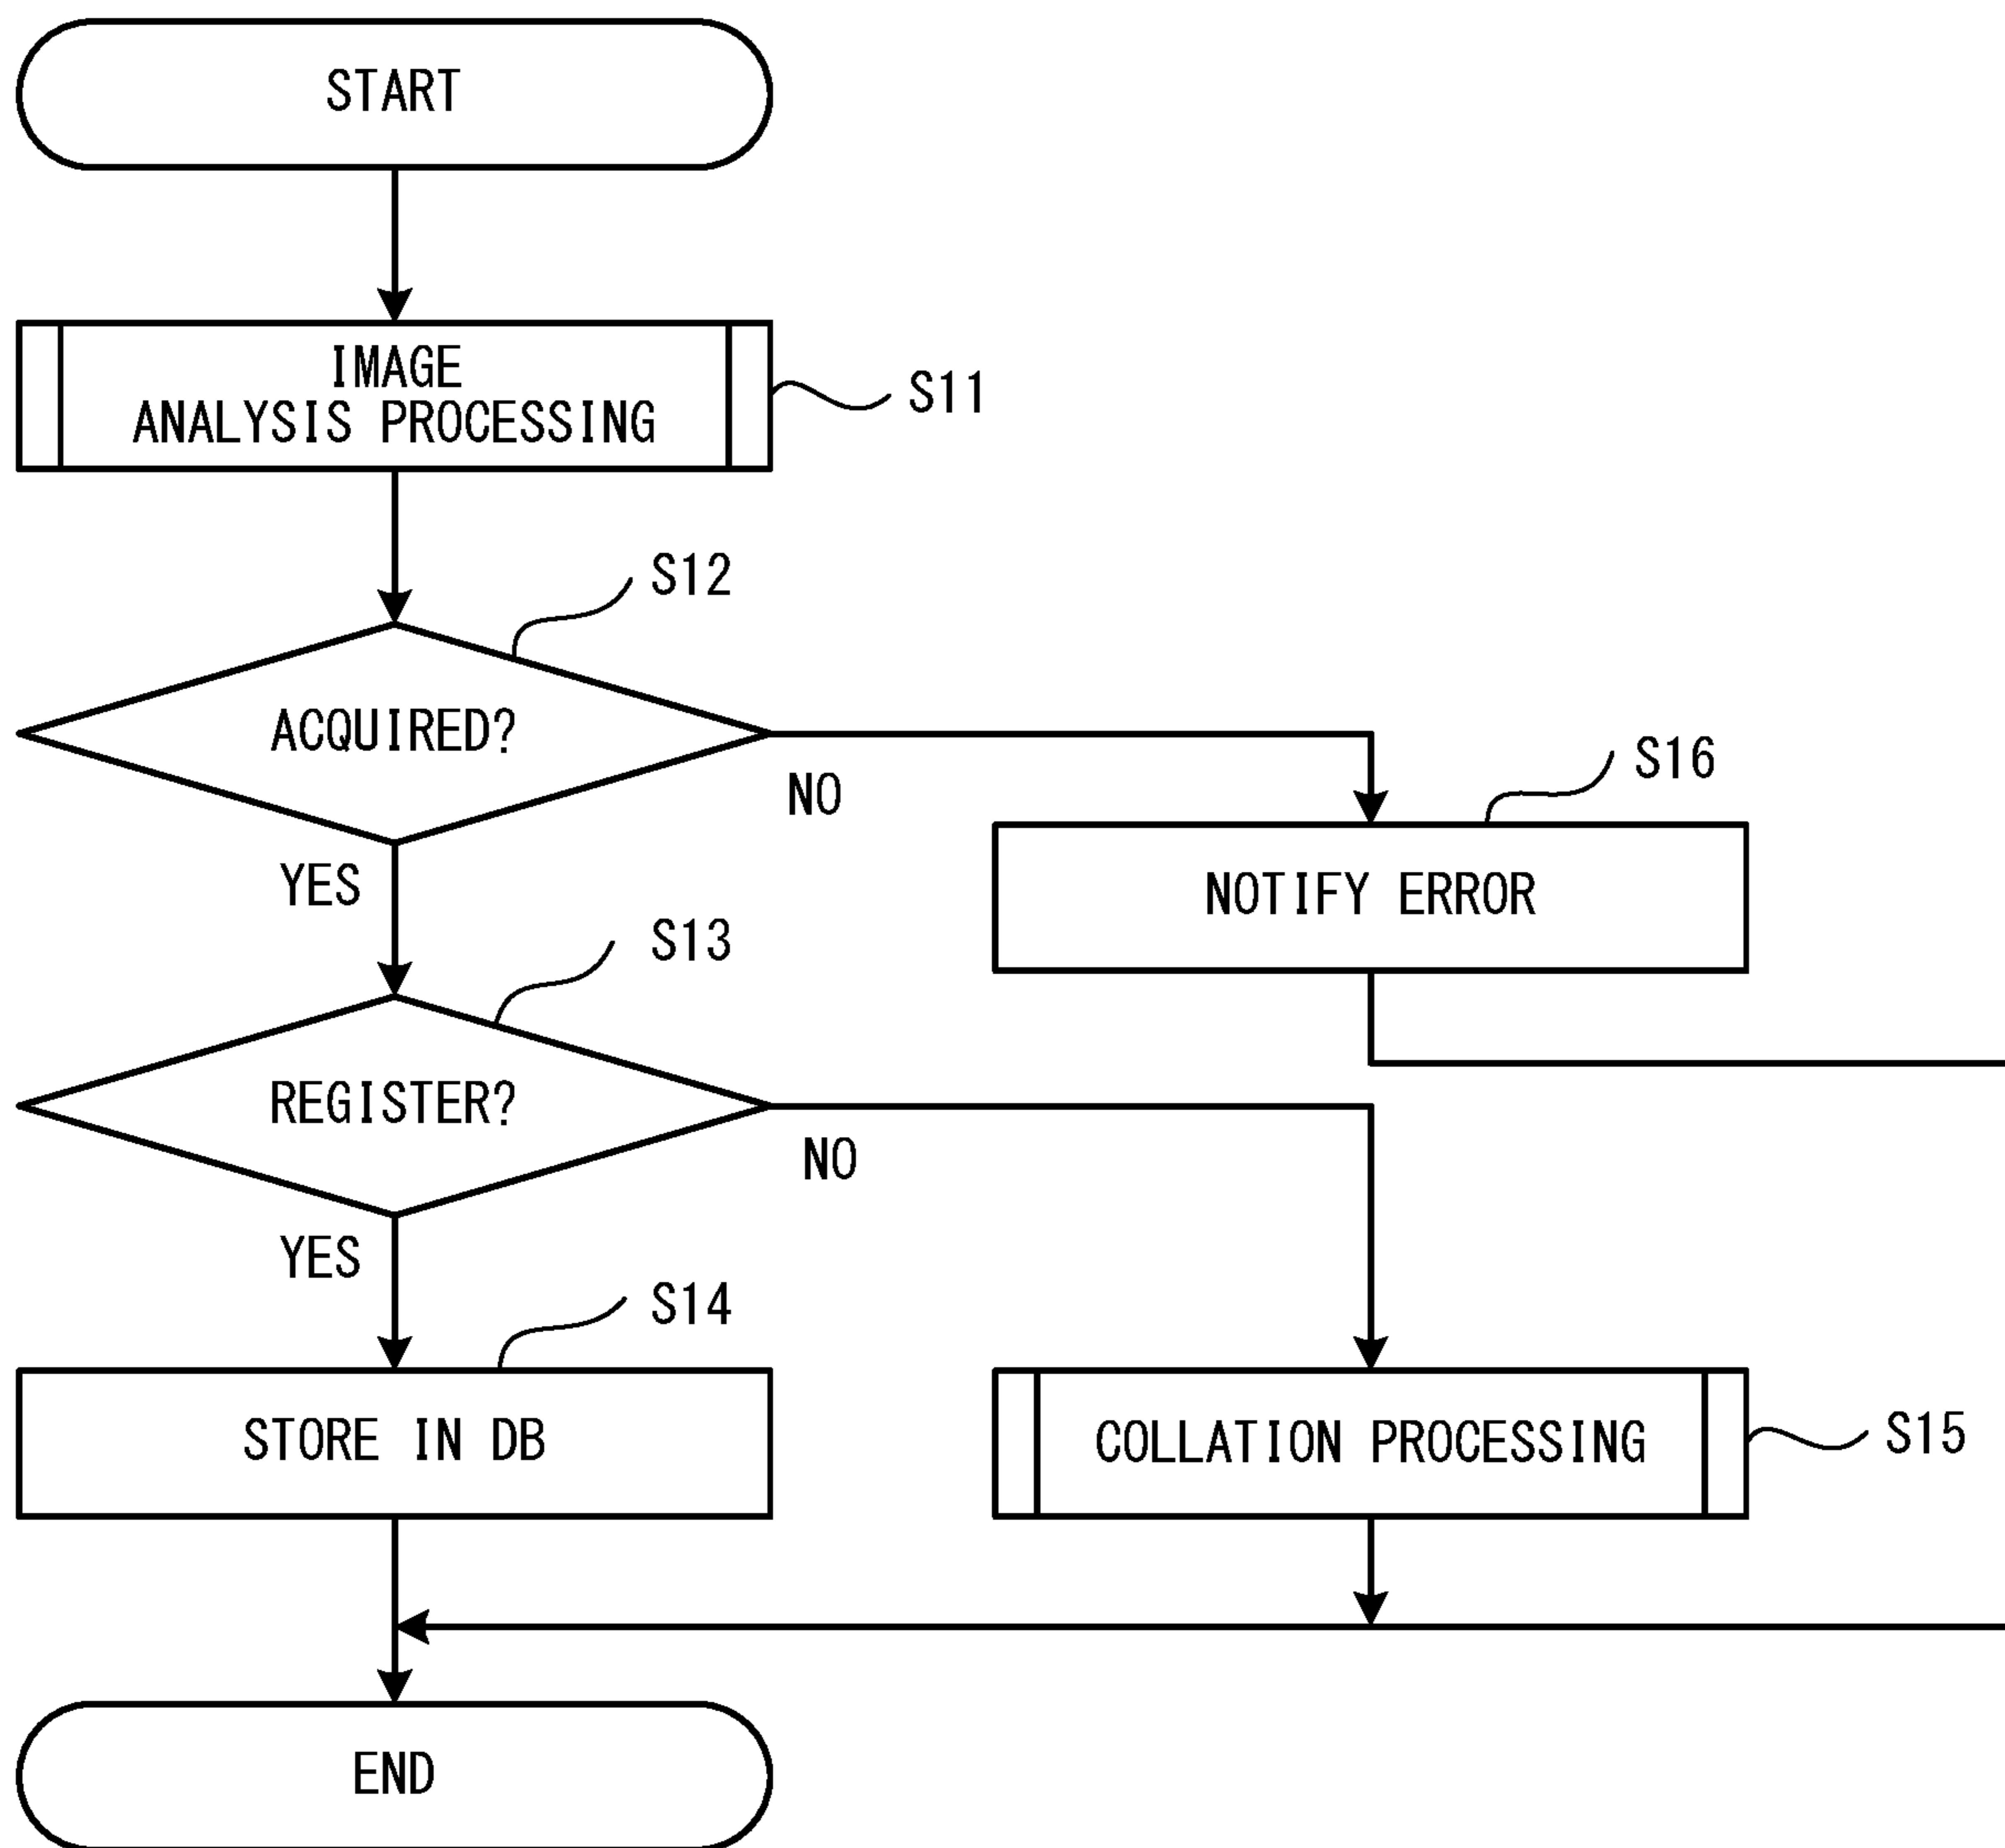 START
IMAGE
ANALYSIS PROCESSING
S11
S12
ACQUIRED?
NO
YES
S16
NOTIFY ERROR
S13
REGISTER?
NO
YES
S14
STORE IN DB
COLLATION PROCESSING
S15
END